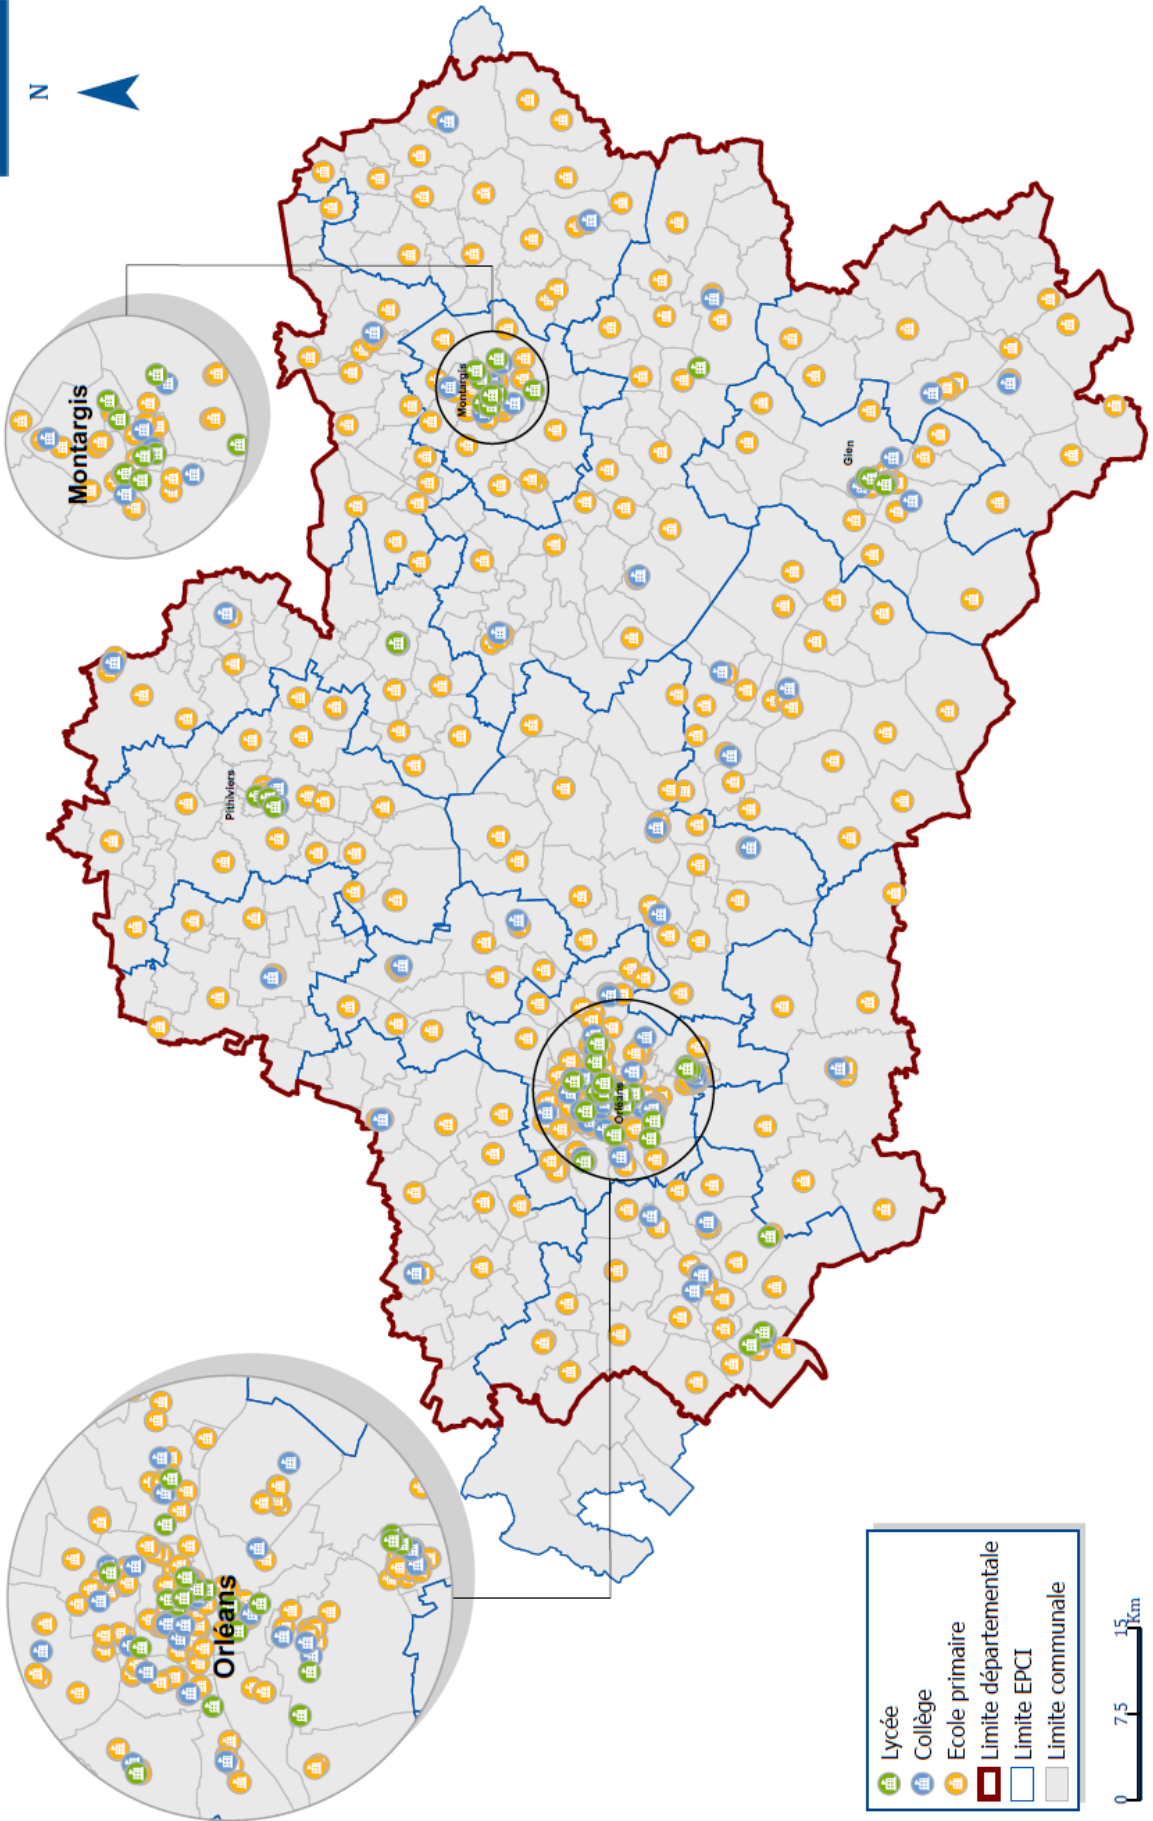 N
Montargis
Montargis
Pithiviers
Gien
Orléans
Orléans
Lycée
Collège
Ecole primaire
Limite départementale
Limite EPCI
Limite communale
0 7,5 15
Km